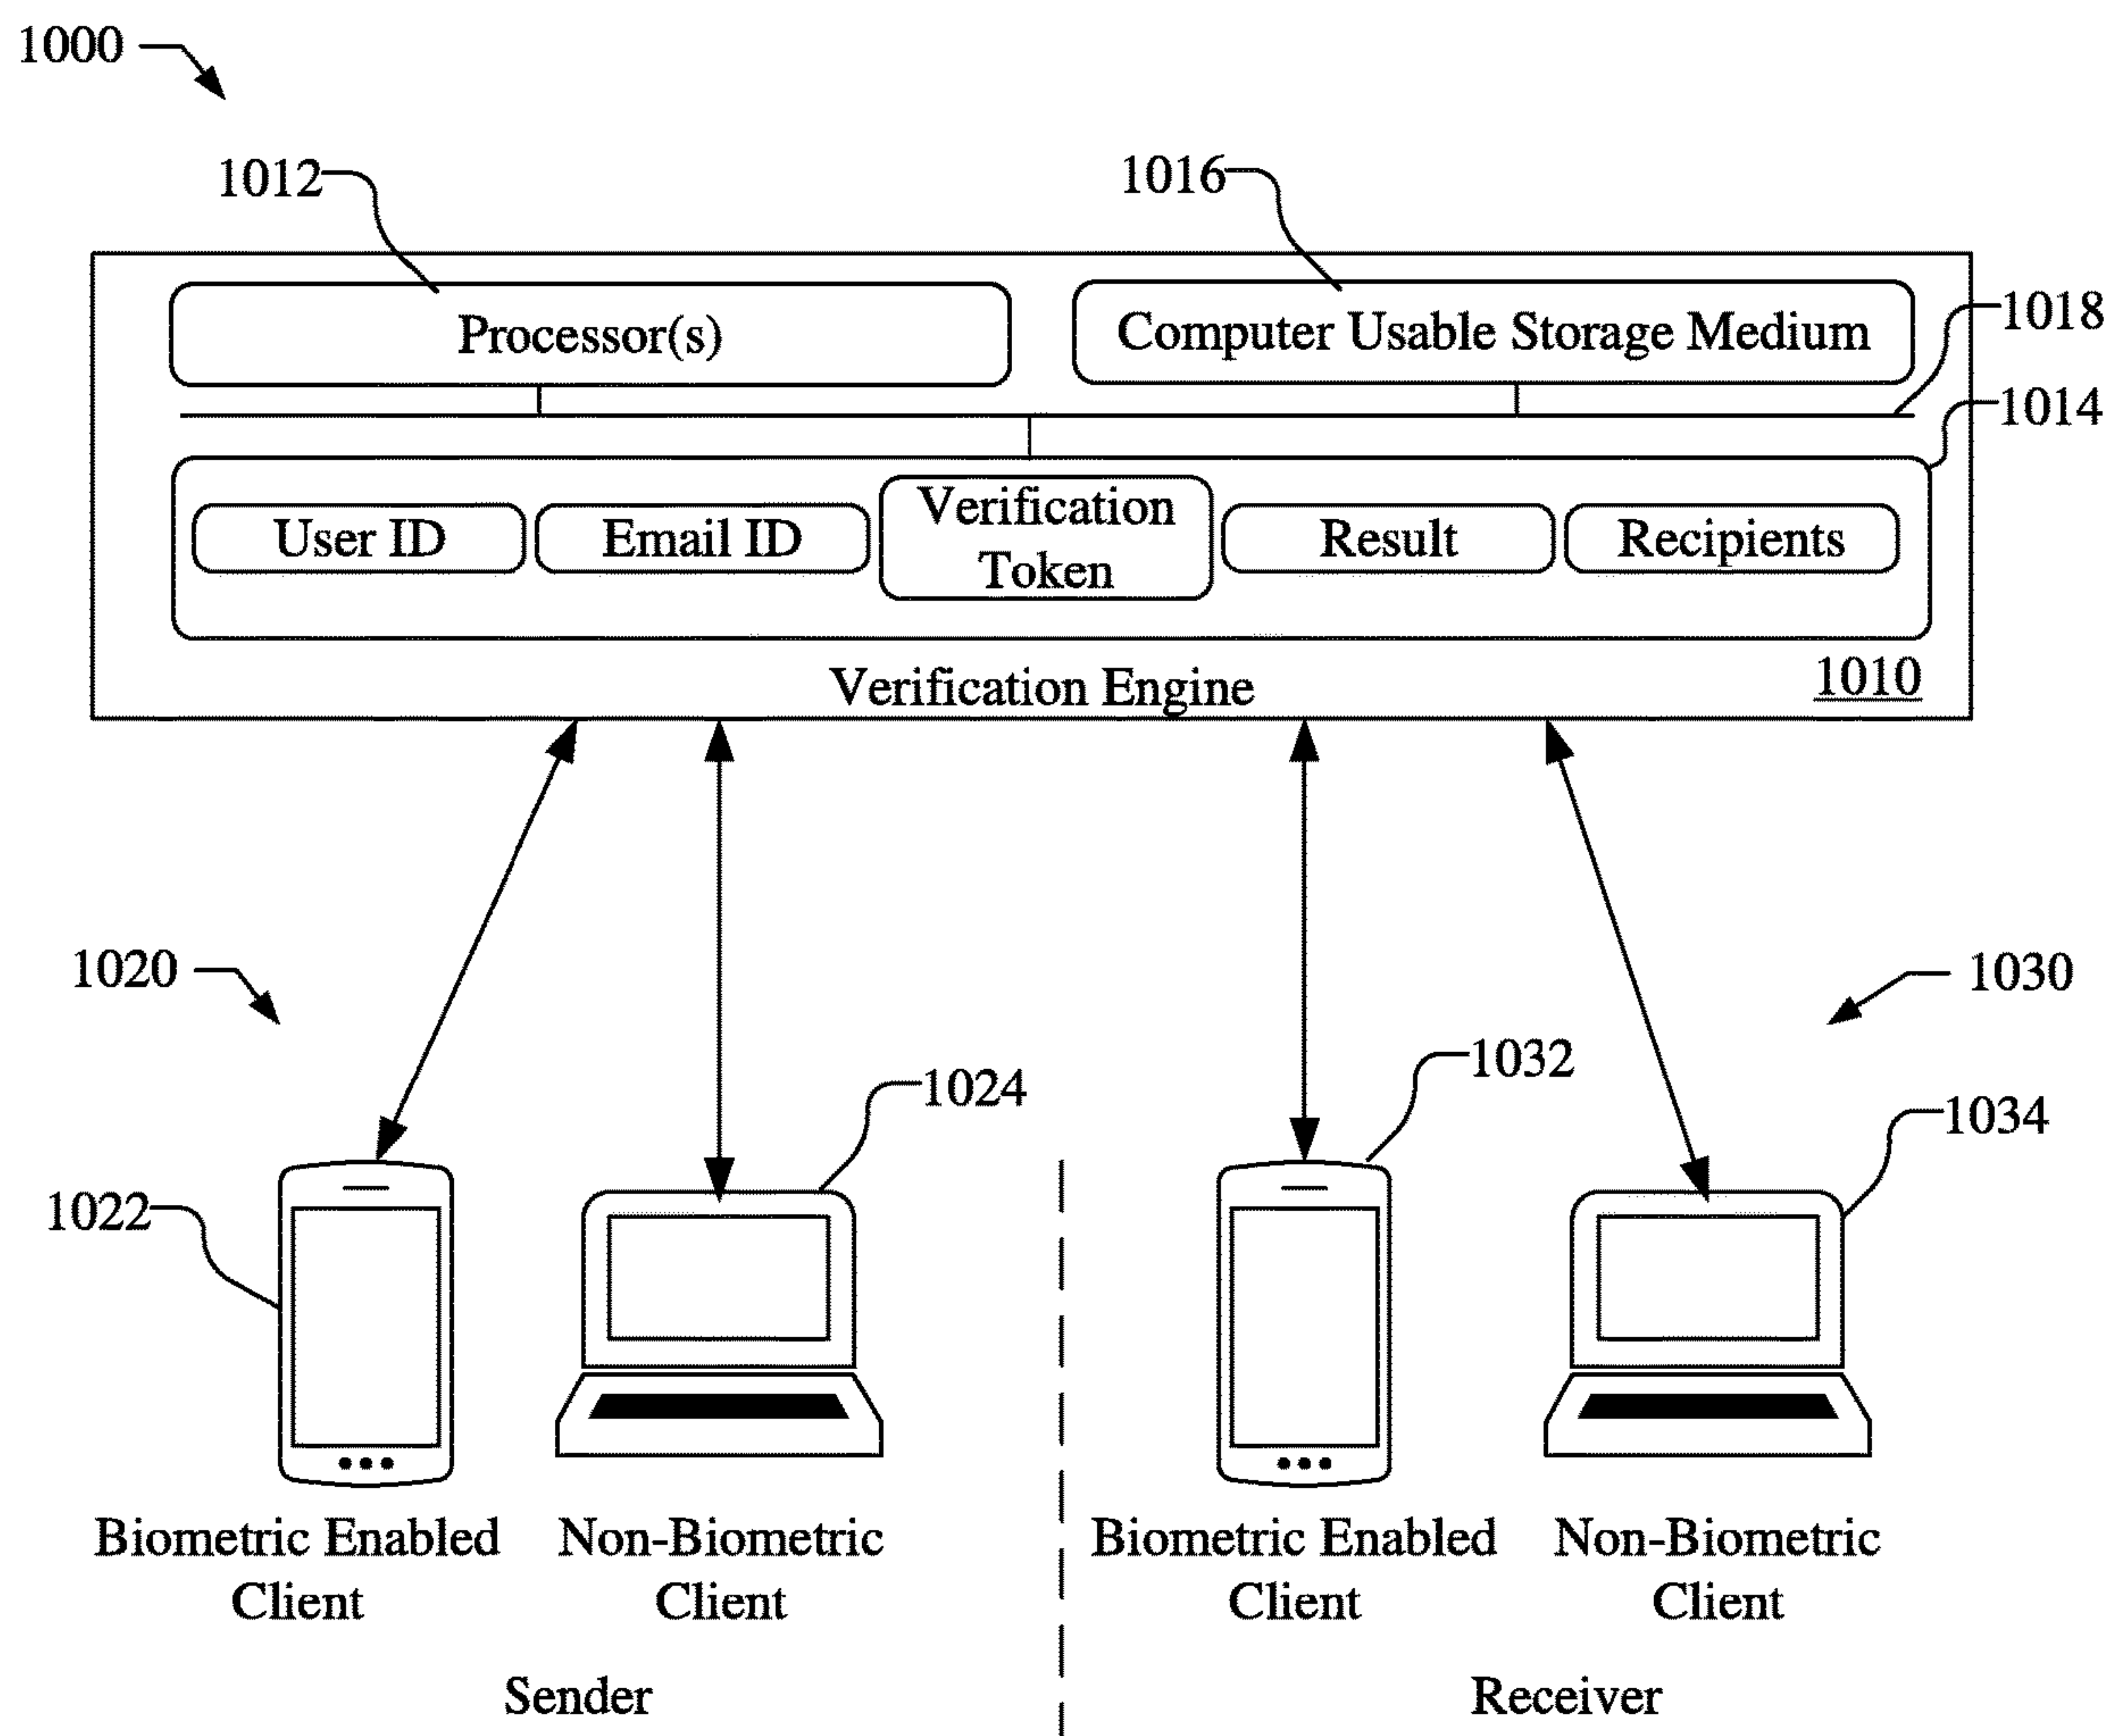 1000
1012
1016
Processor(s)
Computer Usable Storage Medium
1018
1014
User ID
Email ID
Verification
Token
Result
Recipients
Verification Engine
1010
1020
1030
1024
1032
1034
1022
Biometric Enabled
Client
Non-Biometric
Client
Biometric Enabled
Client
Non-Biometric
Client
Sender
Receiver